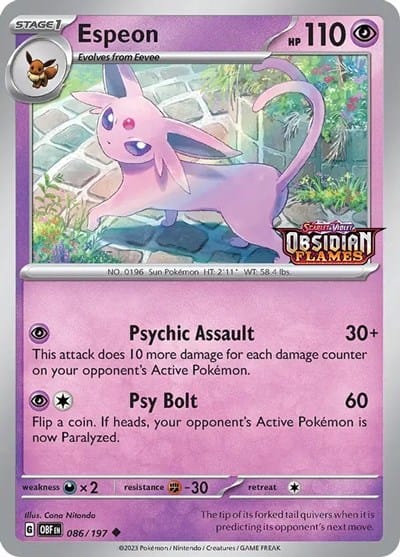 STAGE 1
Espeon
HP 110
Evolves from Eevee
SCARLET & VIOLET
OBSIDIAN
FLAMES
NO. 0196 Sun Pokémon HT: 2'11" WT: 58.4 lbs.
Psychic Assault 30+
This attack does 10 more damage for each damage counter
on your opponent's Active Pokémon.
Psy Bolt 60
Flip a coin. If heads, your opponent's Active Pokémon is
now Paralyzed.
weakness ×2 resistance -30 retreat
Illus. Cona Nitanda
The tip of its forked tail quivers when it is
predicting its opponent's next move.
G OBF EN 086/197
©2023 Pokémon / Nintendo / Creatures / GAME FREAK